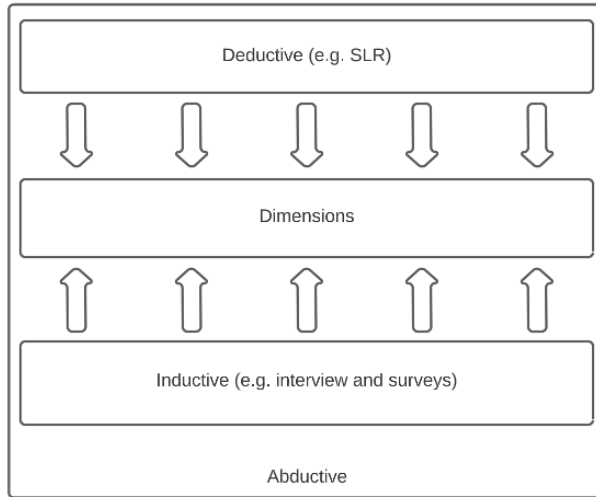 Deductive (e.g. SLR)
Dimensions
Inductive (e.g. interview and surveys)
Abductive